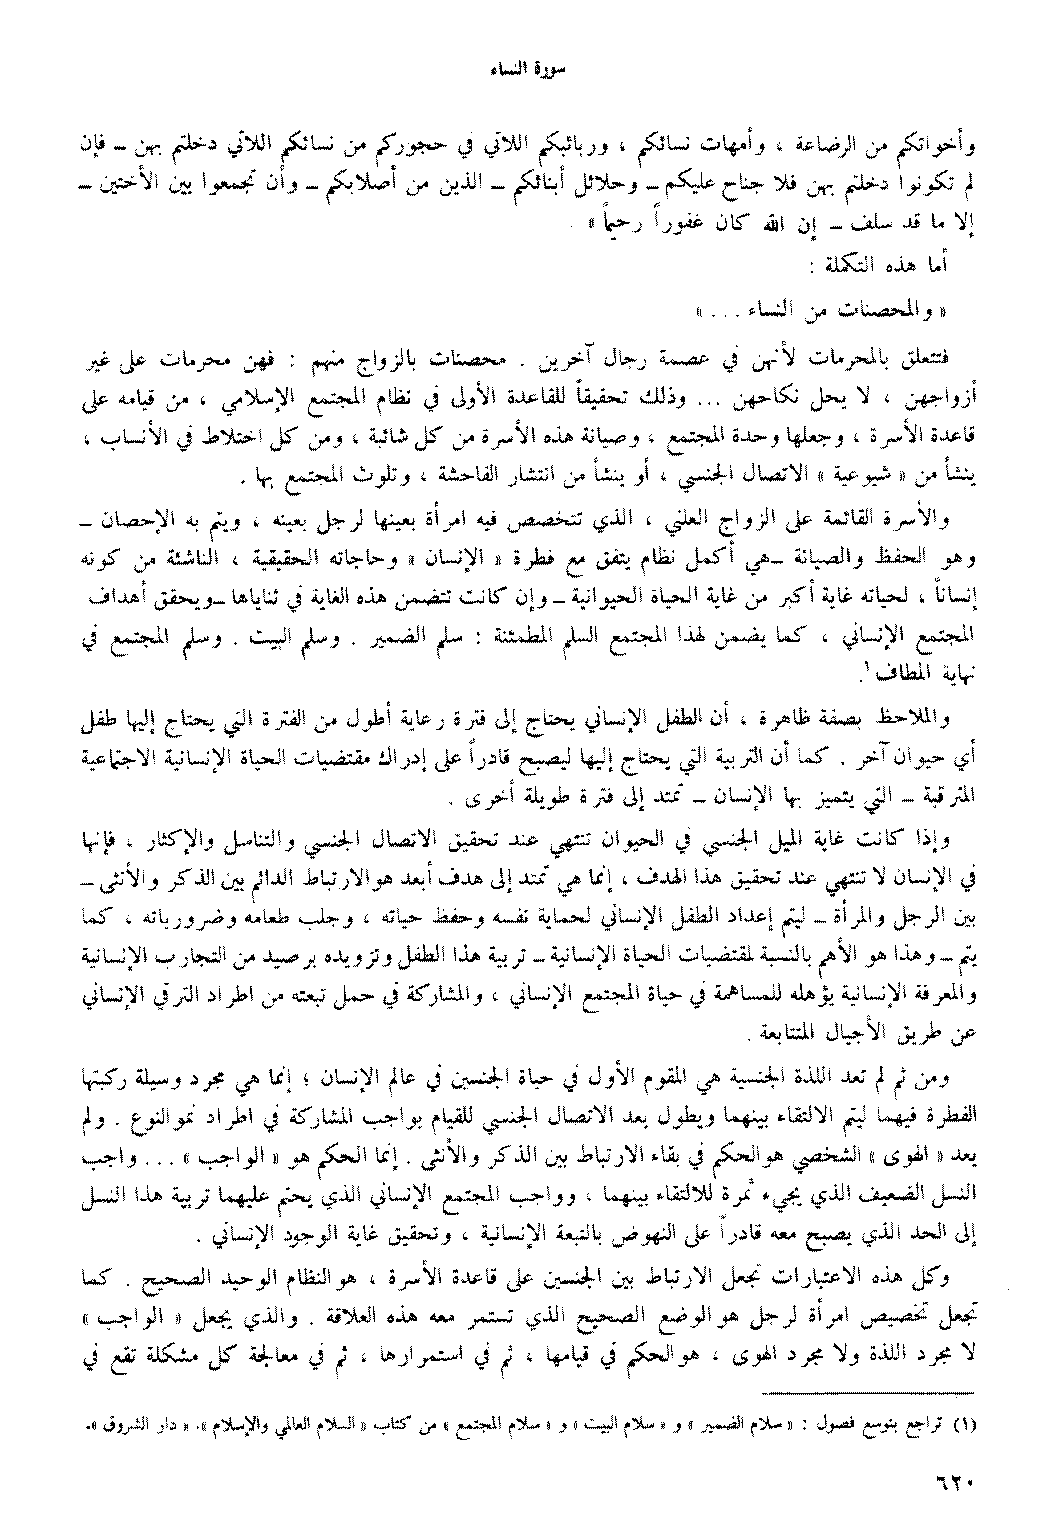 سورة النساء
وأخواتكم من الرضاعة ، وأمهات نسائكم ، وربائبكم اللاتي في حجوركم من نسائكم اللاتي دخلتم بهن – فإن
لم تكونوا دخلتم بهن فلا جناح عليكم – وحلائل أبنائكم – الذين من أصلابكم – وأن تجمعوا بين الأختين –
إلا ما قد سلف – إن الله كان غفوراً رحيماً » .
أما هذه التكملة :
« والمحصنات من النساء ... »
فتتعلق بالمحرمات لأنهن في عصمة رجال آخرين . محصنات بالزواج منهم : فهن محرمات على غير
أزواجهن ، لا يحل نكاحهن ... وذلك تحقيقاً للقاعدة الأولى في نظام المجتمع الإسلامي ، من قيامه على
قاعدة الأسرة ، وجعلها وحدة المجتمع ، وصيانة هذه الأسرة من كل شائبة ، ومن كل اختلاط في الأنساب ،
ينشأ من « شيوعية » الاتصال الجنسي ، أو ينشأ من انتشار الفاحشة ، وتلوث المجتمع بها .
والأسرة القائمة على الزواج العلني ، الذي تتخصص فيه امرأة بعينها لرجل بعينه ، ويتم به الإحصان –
وهو الحفظ والصيانة –هي أكمل نظام يتفق مع فطرة « الإنسان » وحاجاته الحقيقية ، الناشئة من كونه
إنساناً ، لحياته غاية أكبر من غاية الحياة الحيوانية – وإن كانت تتضمن هذه الغاية في ثناياها –ويحقق أهداف
المجتمع الإنساني ، كما يضمن لهذا المجتمع السلم المطمئنة : سلم الضمير . وسلم البيت . وسلم المجتمع في
نهاية المطاف ١.
والملاحظ بصفة ظاهرة ، أن الطفل الإنساني يحتاج إلى فترة رعاية أطول من الفترة التي يحتاج إليها طفل
أي حيوان آخر . كما أن التربية التي يحتاج إليها ليصبح قادراً على إدراك مقتضيات الحياة الإنسانية الاجتماعية
المترقية – التي يتميز بها الإنسان – تمتد إلى فترة طويلة أخرى .
وإذا كانت غاية الميل الجنسي في الحيوان تنتهي عند تحقيق الاتصال الجنسي والتناسل والإكثار ، فإنها
في الإنسان لا تنتهي عند تحقيق هذا الهدف ، إنما هي تمتد إلى هدف أبعد هو الارتباط الدائم بين الذكر والأنثى –
بين الرجل والمرأة – ليتم إعداد الطفل الإنساني لحماية نفسه وحفظ حياته ، وجلب طعامه وضرورياته ، كما
يتم – وهذا هو الأهم بالنسبة لمقتضيات الحياة الإنسانية – تربية هذا الطفل وتزويده برصيد من التجارب الإنسانية
والمعرفة الإنسانية يؤهله للمساهمة في حياة المجتمع الإنساني ، والمشاركة في حمل تبعته من اطراد الترقي الإنساني
عن طريق الأجيال المتتابعة .
ومن ثم لم تعد اللذة الجنسية هي المقوم الأول في حياة الجنسين في عالم الإنسان ؛ إنما هي مجرد وسيلة ركبتها
الفطرة فيهما ليتم الالتقاء بينهما ويطول بعد الاتصال الجنسي للقيام بواجب المشاركة في اطراد نمو النوع . ولم
يعد « الهوى » الشخصي هو الحكم في بقاء الارتباط بين الذكر والأنثى . إنما الحكم هو « الواجب » ... واجب
النسل الضعيف الذي يجيء ثمرة للالتقاء بينهما ، وواجب المجتمع الإنساني الذي يحتم عليهما تربية هذا النسل
إلى الحد الذي يصبح معه قادراً على النهوض بالتبعة الإنسانية ، وتحقيق غاية الوجود الإنساني .
وكل هذه الاعتبارات تجعل الارتباط بين الجنسين على قاعدة الأسرة ، هو النظام الوحيد الصحيح . كما
تجعل تخصيص امرأة لرجل هو الوضع الصحيح الذي تستمر معه هذه العلاقة . والذي يجعل « الواجب »
لا مجرد اللذة ولا مجرد الهوى ، هو الحكم في قيامها ، ثم في استمرارها ، ثم في معالجة كل مشكلة تقع في
(١) تراجع بتوسع فصول : « سلام الضمير » و « سلام البيت » و « سلام المجتمع » من كتاب « السلام العالمي والإسلام ». « دار الشروق ».
٦٢٠